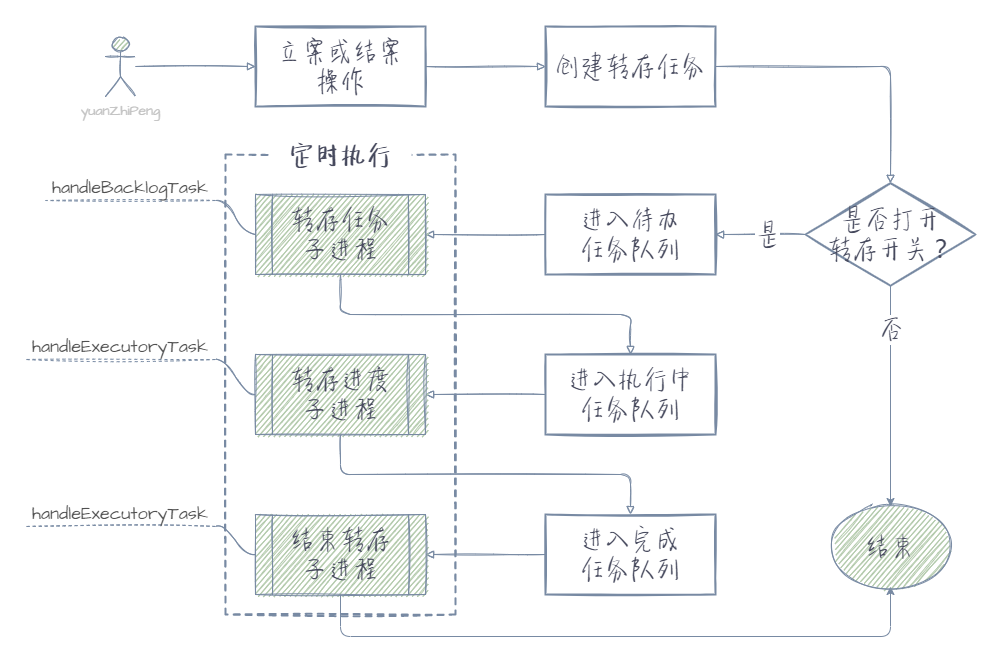 立案或结案
操作
创建转存任务
yuanZhiPeng
定时执行
handleBacklogTask
转存任务
子进程
进入待办
任务队列
是
是否打开
转存开关？
否
handleExecutoryTask
转存进度
子进程
进入执行中
任务队列
handleExecutoryTask
结束转存
子进程
进入完成
任务队列
结束